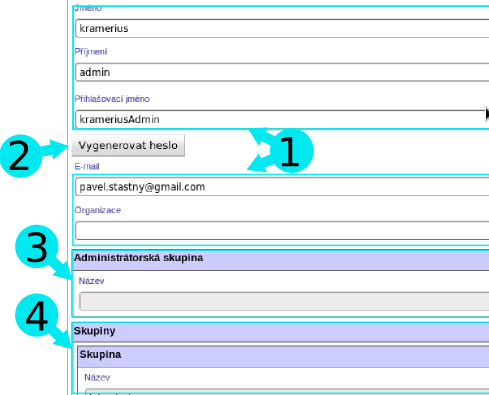 Jméno
kramerius
Příjmení
admin
Přihlašovací jméno
krameriusAdmin
1
2
Vygenerovat heslo
E-mail
pavel.stastny@gmail.com
Organizace
3
Administrátorská skupina
Název
4
Skupiny
Skupina
Název